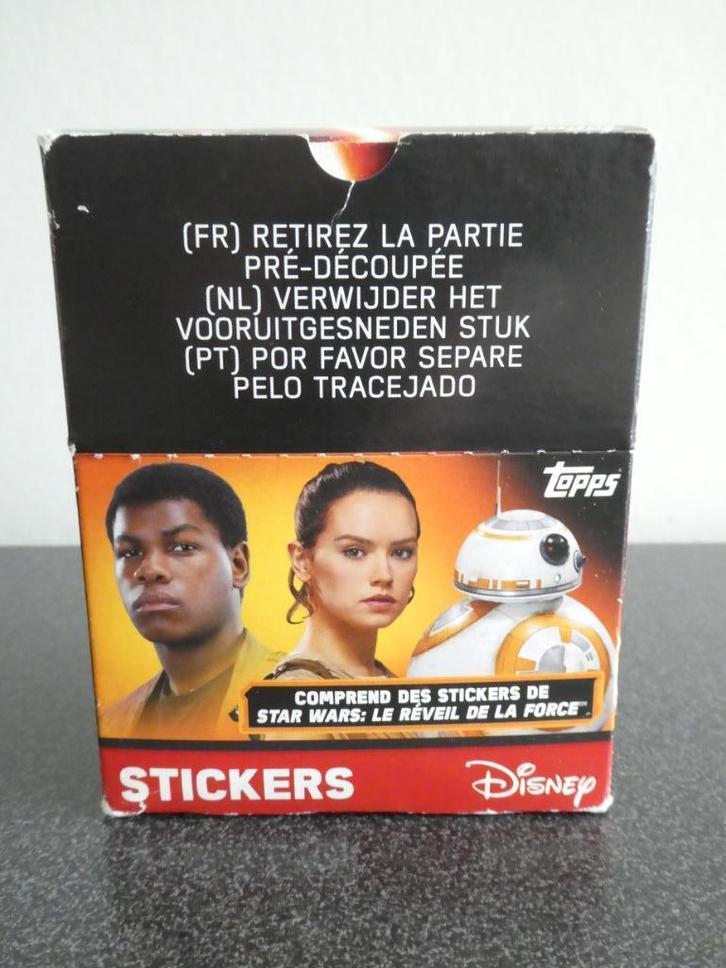 (FR) RETIREZ LA PARTIE
PRÉ-DÉCOUPÉE
(NL) VERWIJDER HET
VOORUITGESNEDEN STUK
(PT) POR FAVOR SEPARE
PELO TRACEJADO
TOPPS
COMPREND DES STICKERS DE
STAR WARS: LE RÉVEIL DE LA FORCE™.
STICKERS
DISNEY